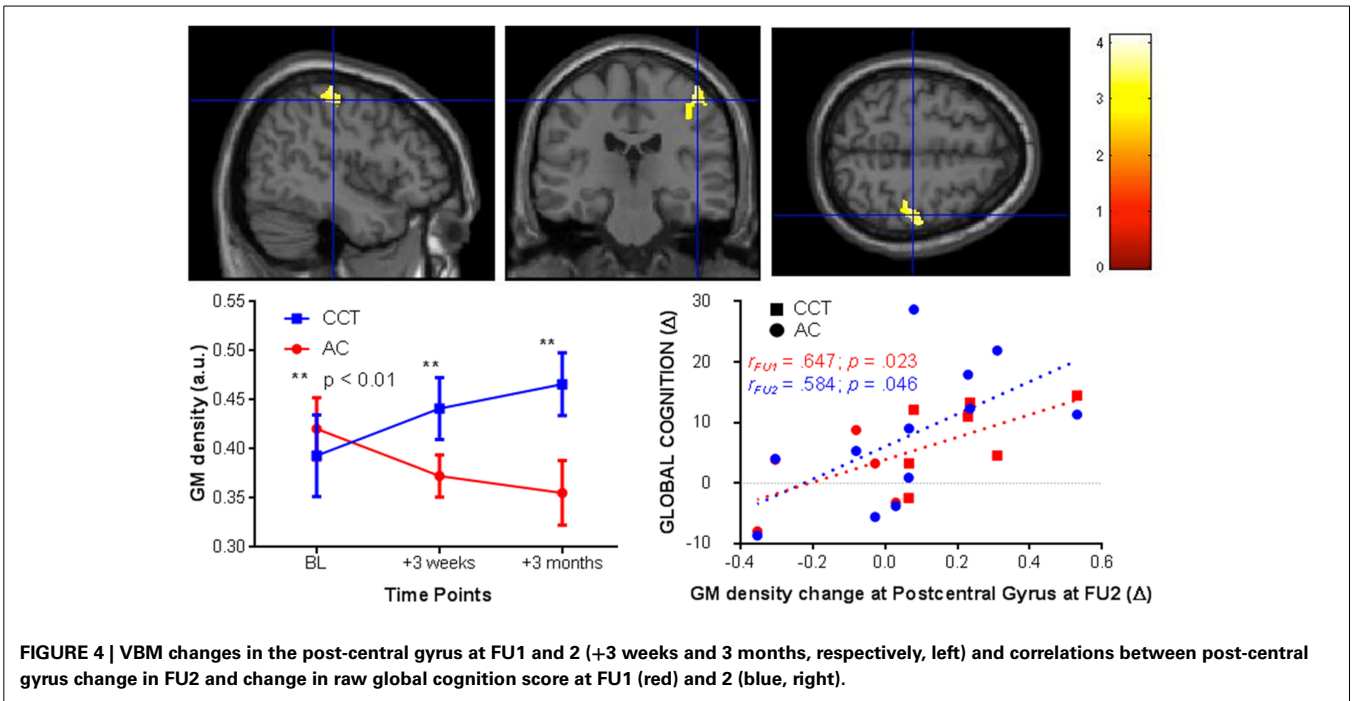 4
3
2
1
0
0.55
0.50
0.45
0.40
0.35
0.30
GM density (a.u.)
CCT
AC
** p < 0.01
**
**
BL
+3 weeks
+3 months
Time Points
30
20
10
0
-10
GLOBAL COGNITION (Δ)
CCT
AC
rFU1 = .647; p = .023
rFU2 = .584; p = .046
-0.4
-0.2
0.0
0.2
0.4
0.6
GM density change at Postcentral Gyrus at FU2 (Δ)
FIGURE 4 | VBM changes in the post-central gyrus at FU1 and 2 (+3 weeks and 3 months, respectively, left) and correlations between post-central
gyrus change in FU2 and change in raw global cognition score at FU1 (red) and 2 (blue, right).